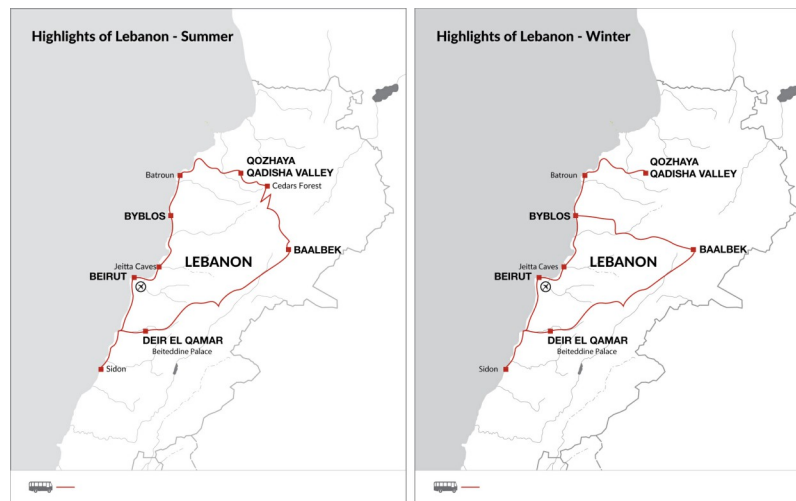 Highlights of Lebanon - Summer
QOZHAYA
QADISHA VALLEY
Batroun
Cedars Forest
BYBLOS
BAALBEK
Jeitta Caves
LEBANON
BEIRUT
DEIR EL QAMAR
Beiteddine Palace
Sidon
Highlights of Lebanon - Winter
QOZHAYA
QADISHA VALLEY
Batroun
BYBLOS
BAALBEK
Jeitta Caves
LEBANON
BEIRUT
DEIR EL QAMAR
Beiteddine Palace
Sidon